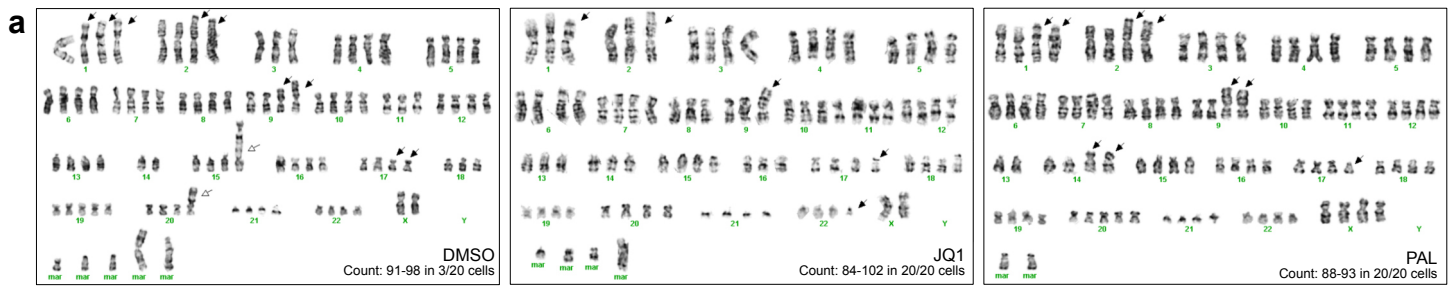 a
1 2 3 4 5
6 7 8 9 10 11 12
13 14 15 16 17 18
19 20 21 22 X Y
mar mar mar mar mar
DMSO
Count: 91-98 in 3/20 cells
1 2 3 4 5
6 7 8 9 10 11 12
13 14 15 16 17 18
19 20 21 22 X Y
mar mar mar mar
JQ1
Count: 84-102 in 20/20 cells
1 2 3 4 5
6 7 8 9 10 11 12
13 14 15 16 17 18
19 20 21 22 X Y
mar mar
PAL
Count: 88-93 in 20/20 cells